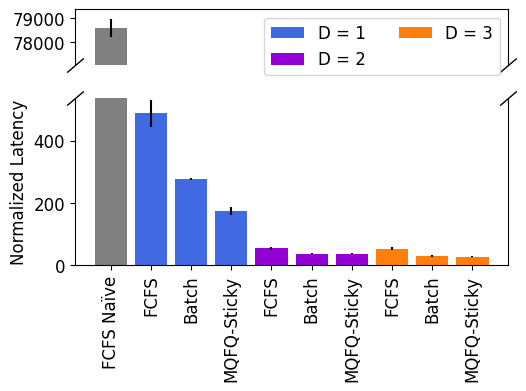 79000
78000
D = 1
D = 2
D = 3
Normalized Latency
400
200
0
FCFS Naïve
FCFS
Batch
MQFQ-Sticky
FCFS
Batch
MQFQ-Sticky
FCFS
Batch
MQFQ-Sticky